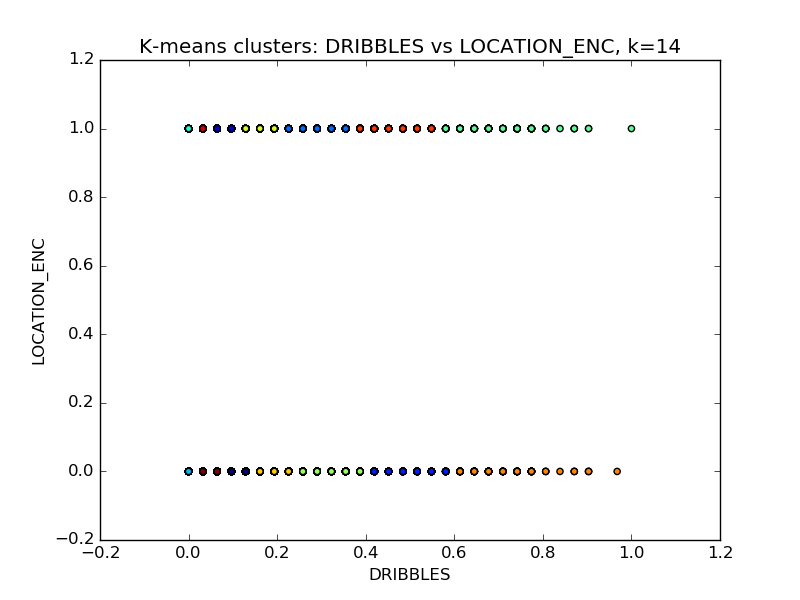 K-means clusters: DRIBBLES vs LOCATION_ENC, k=14
1.2
1.0
0.8
0.6
0.4
0.2
0.0
−0.2
LOCATION_ENC
−0.2 0.0 0.2 0.4 0.6 0.8 1.0 1.2
DRIBBLES